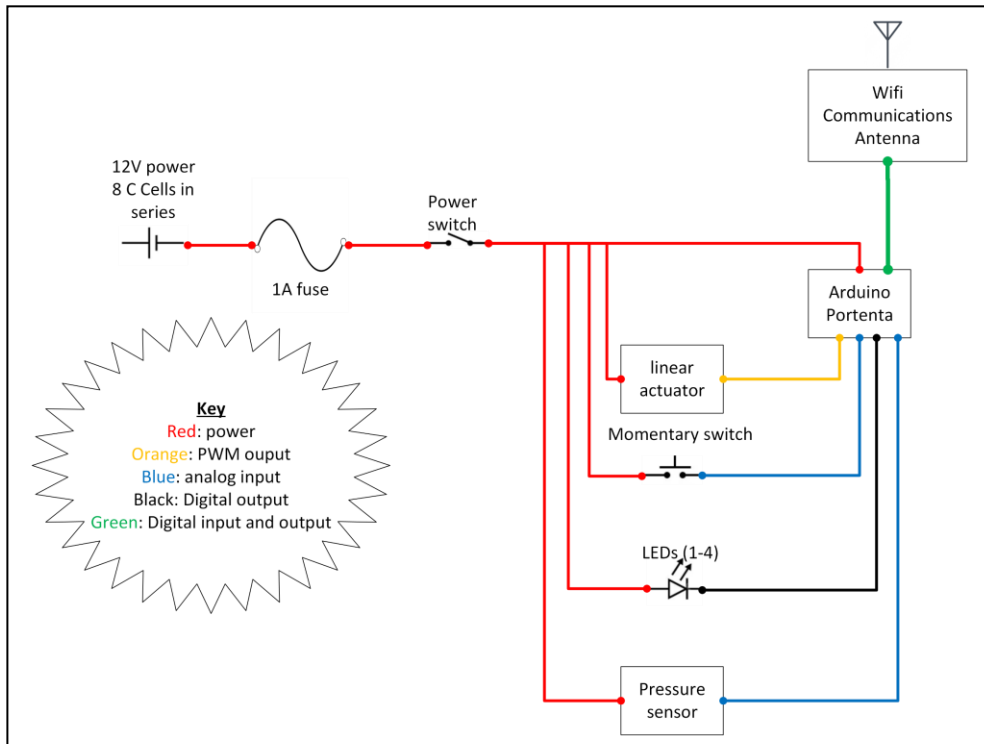 Wifi
Communications
Antenna
12V power
8 C Cells in
series
Power
switch
1A fuse
Arduino
Portenta
linear
actuator
Momentary switch
Key
Red: power
Orange: PWM ouput
Blue: analog input
Black: Digital output
Green: Digital input and output
LEDs (1-4)
Pressure
sensor